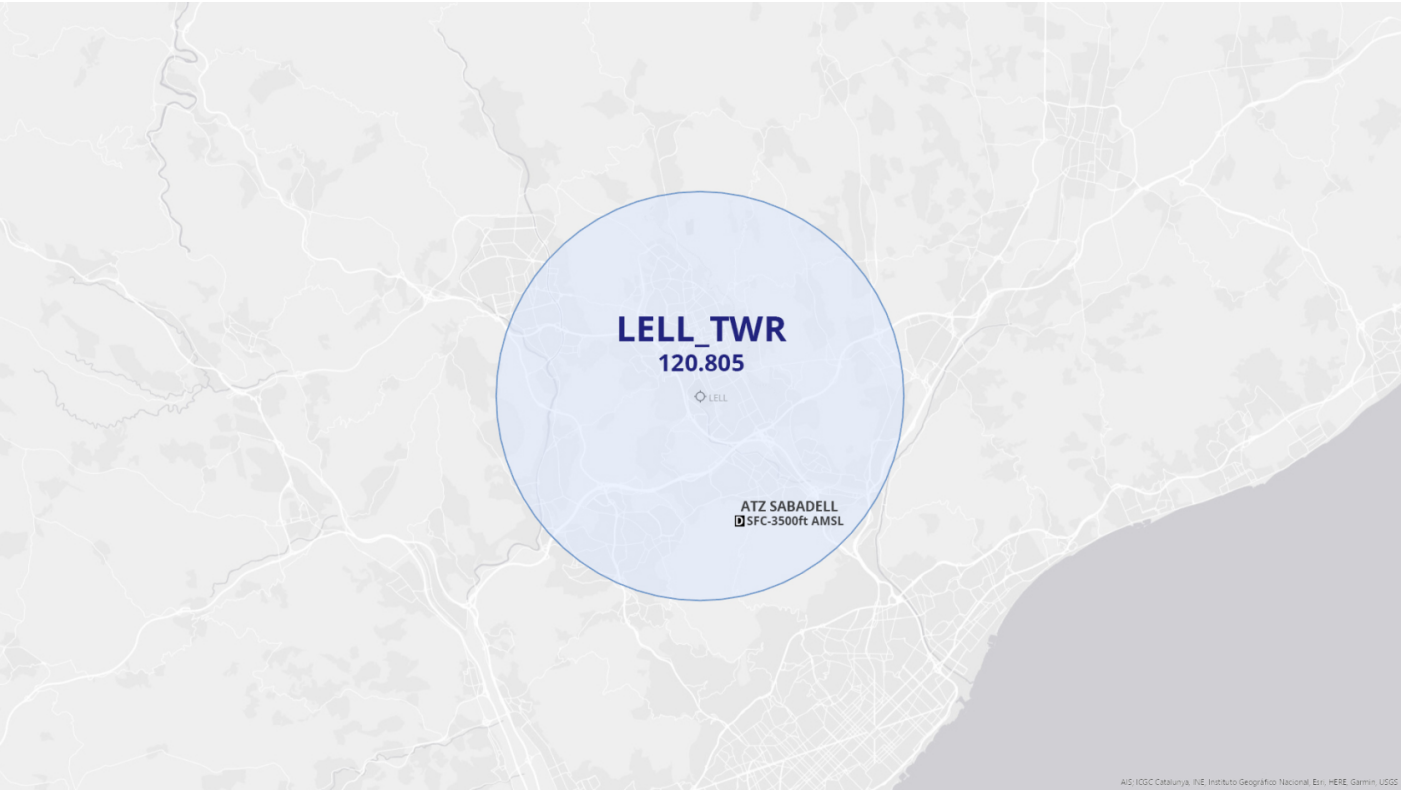 LELL_TWR
120.805
LELL
ATZ SABADELL
D SFC-3500ft AMSL
AIS, ICGC Catalunya, INE, Instituto Geográfico Nacional, Esri, HERE, Garmin, USGS